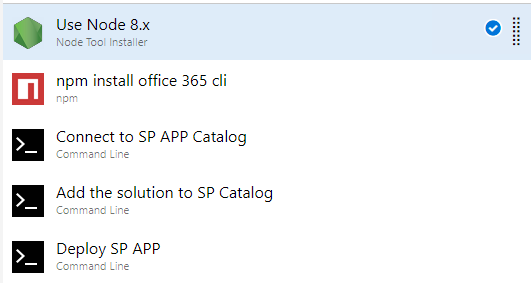 Use Node 8.x
Node Tool Installer
npm install office 365 cli
npm
Connect to SP APP Catalog
Command Line
Add the solution to SP Catalog
Command Line
Deploy SP APP
Command Line